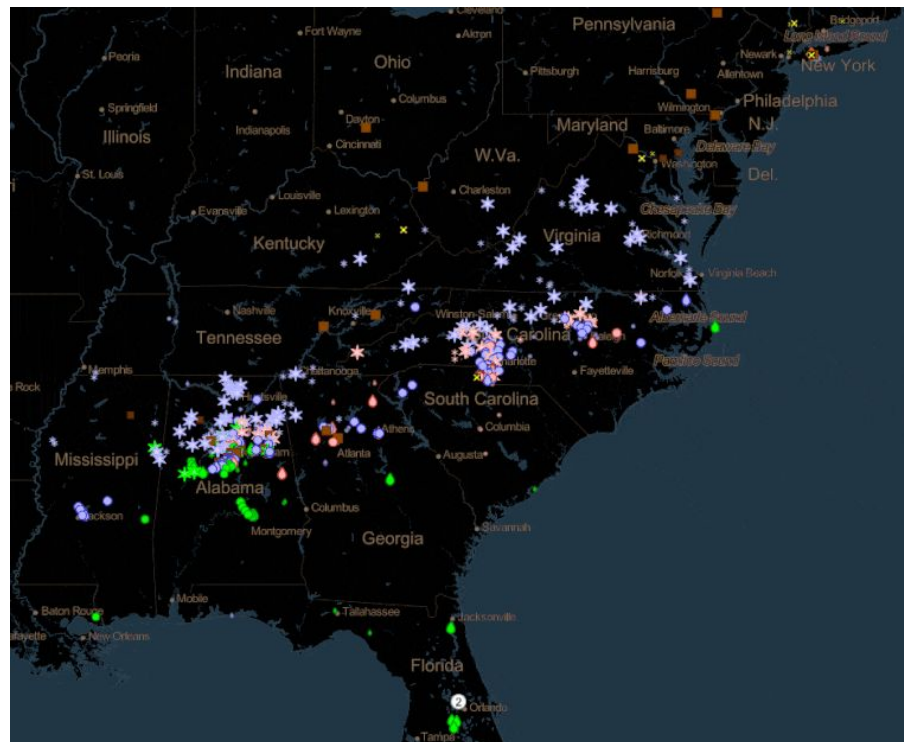 Cleveland
Pennsylvania
Bridgeport
Fort Wayne
Akron
Long Island Sound
Ohio
Newark
Peoria
Indiana
Pittsburgh
Harrisburg
Allentown
New York
Columbus
Springfield
Wilmington
Philadelphia
Dayton
Illinois
Indianapolis
Maryland
Baltimore
N.J.
Cincinnati
Delaware Bay
W.Va.
Washington
St. Louis
Del.
Louisville
Charleston
Evansville
Lexington
Chesapeake Bay
Kentucky
Virginia
Richmond
Norfolk
Virginia Beach
Nashville
Knoxville
Winston-Salem
Albemarle Sound
Tennessee
Carolina
Raleigh
Charlotte
Pamlico Sound
Memphis
Chattanooga
Fayetteville
Rock
Huntsville
South Carolina
Athens
Columbia
Mississippi
Atlanta
Augusta
Alabama
Jackson
Columbus
Montgomery
Savannah
Georgia
Mobile
Baton Rouge
Tallahassee
Jacksonville
afayette
New Orleans
Florida
2
Orlando
Tampa